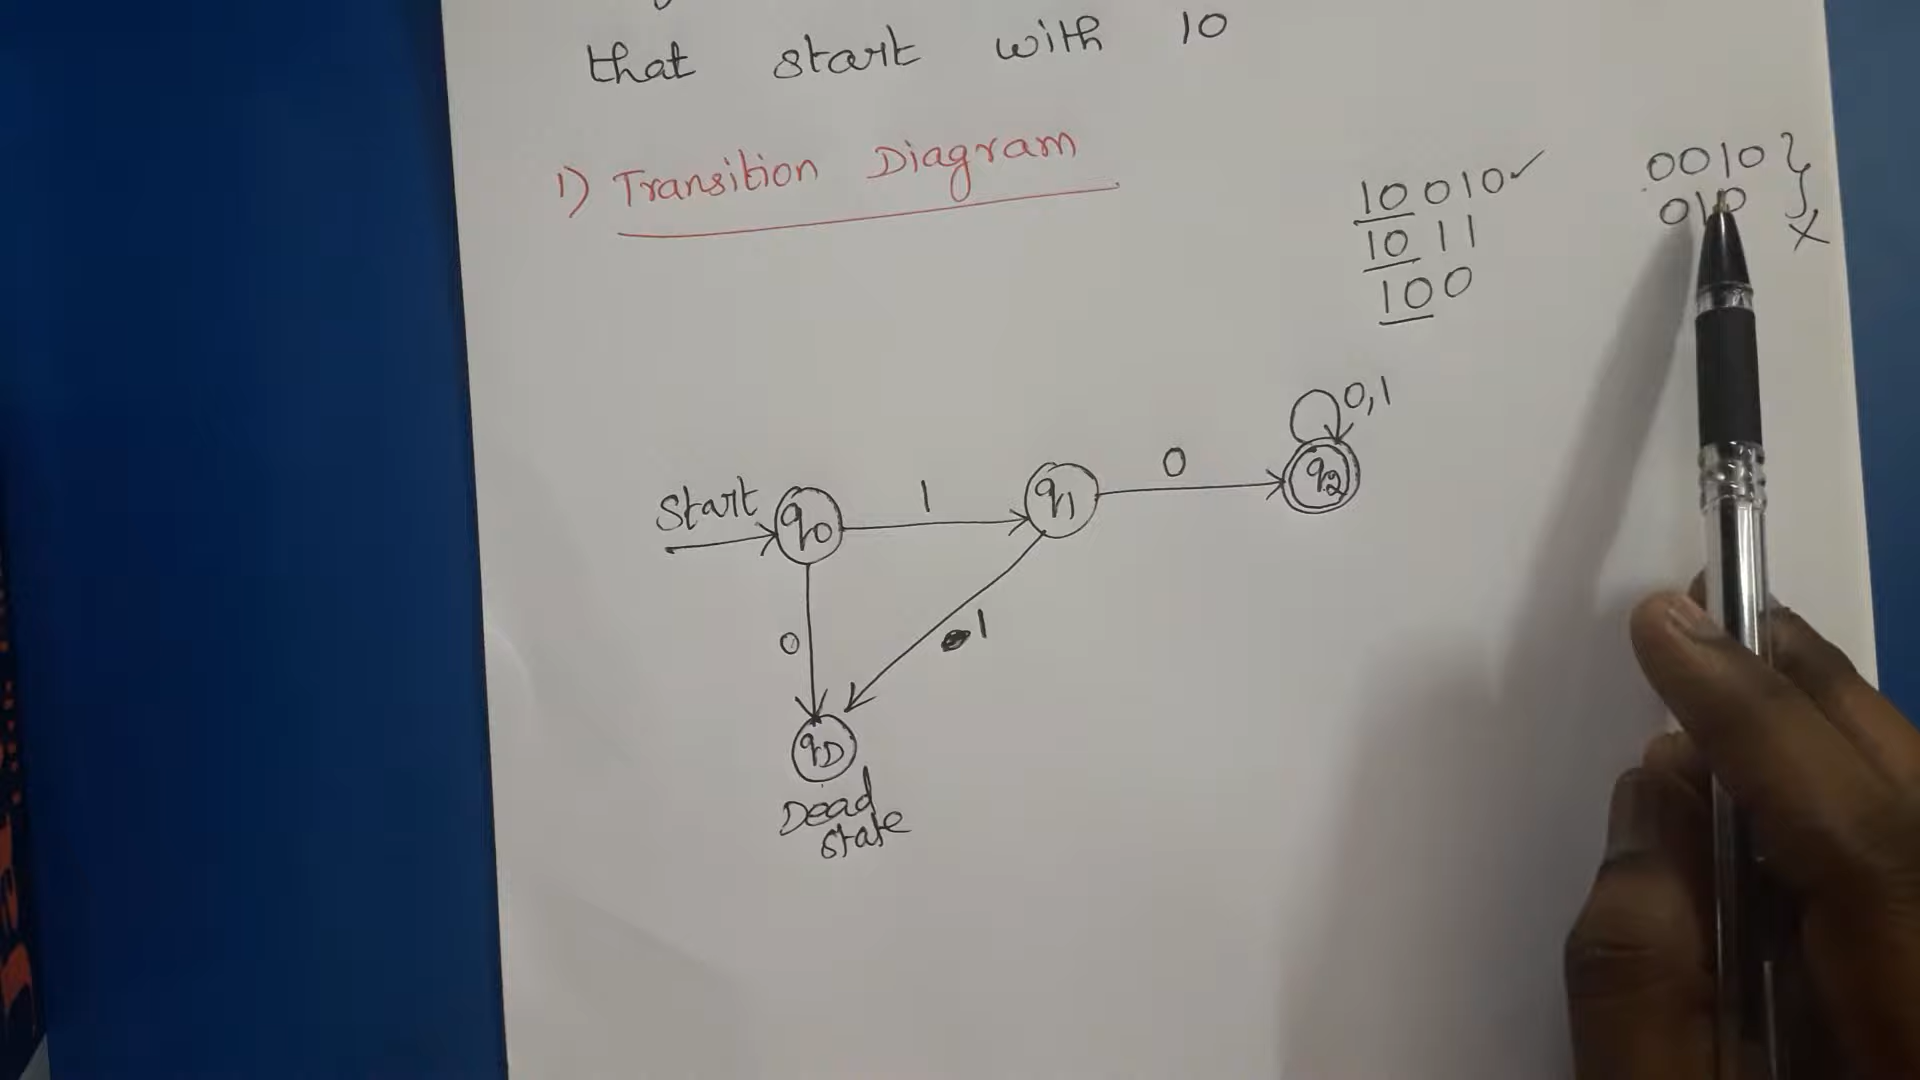 that start with 10
1) Transition Diagram
10010✓
1011
100
0010 }
010 X
0,1
Start q0 1 q1 0 q2
0 1
qD
Dead
state